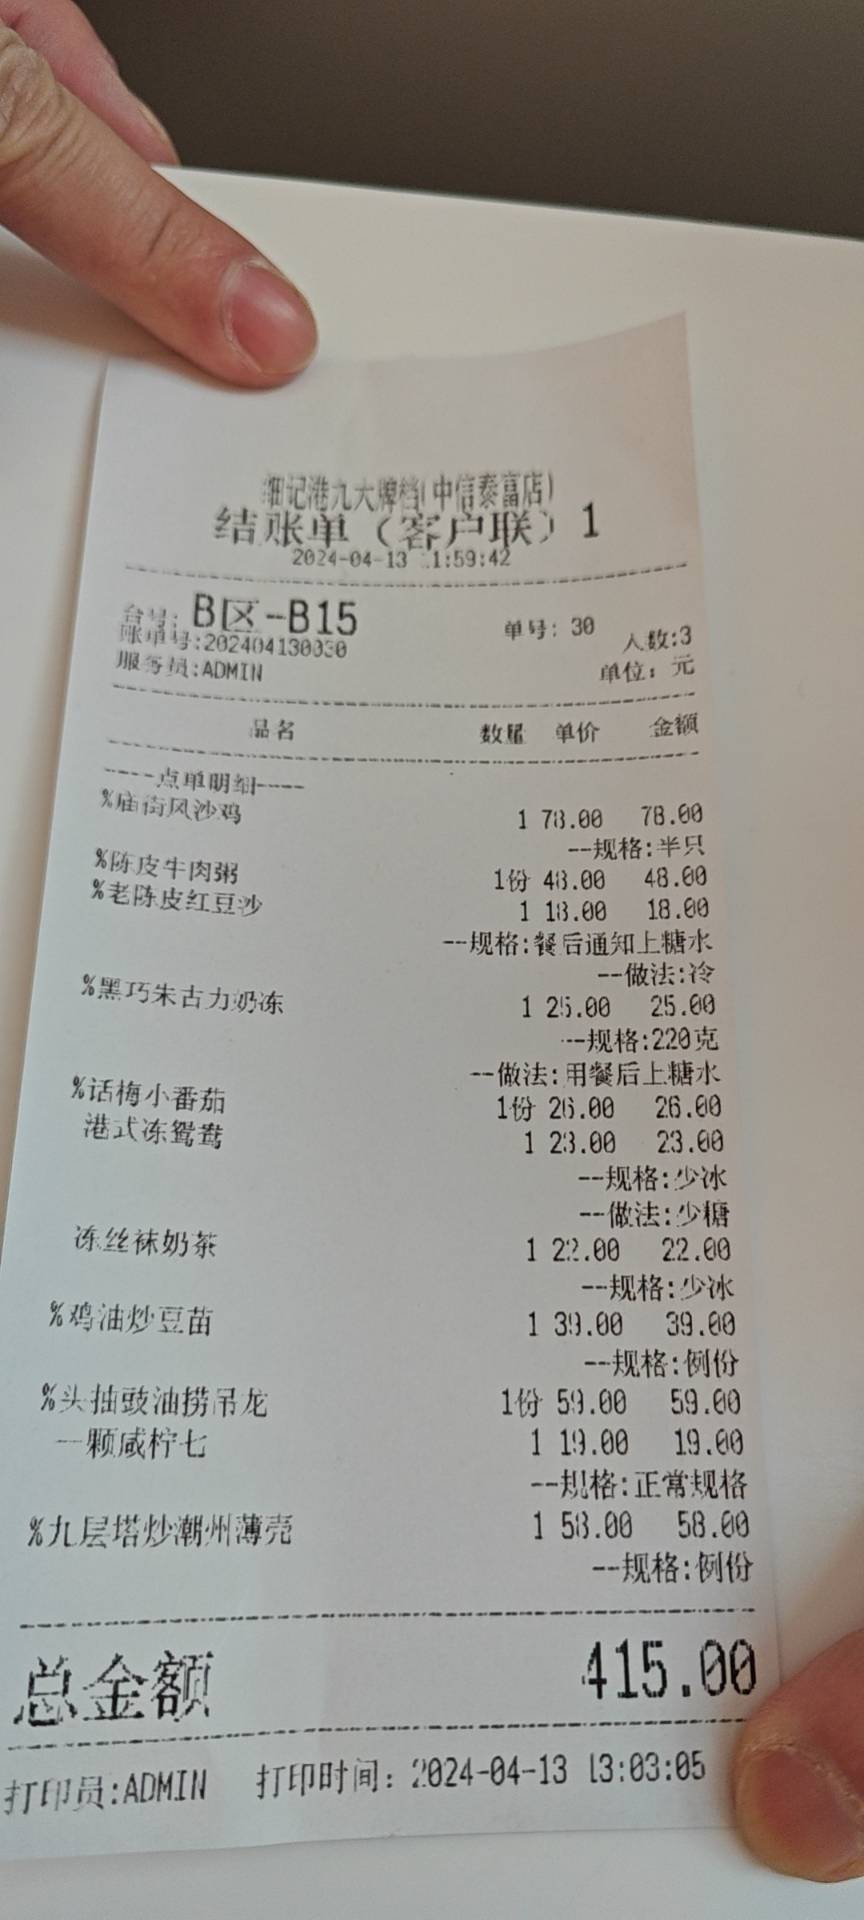 细记港九大牌档(中信泰富店)
结账单（客户联）1
2024-04-13 11:59:42
台号: B区-B15 单号: 30 人数:3
账单号:202404130030
服务员:ADMIN 单位: 元
品名 数量 单价 金额
----点单明细----
%庙街风沙鸡 1 78.00 78.00
--规格:半只
%陈皮牛肉粥 1份 48.00 48.00
%老陈皮红豆沙 1 18.00 18.00
--规格:餐后通知上糖水
--做法:冷
%黑巧朱古力奶冻 1 25.00 25.00
--规格:220克
--做法:用餐后上糖水
%话梅小番茄 1份 26.00 26.00
港式冻鸳鸯 1 23.00 23.00
--规格:少冰
--做法:少糖
冻丝袜奶茶 1 22.00 22.00
--规格:少冰
%鸡油炒豆苗 1 39.00 39.00
--规格:例份
%头抽豉油捞吊龙 1份 59.00 59.00
一颗咸柠七 1 19.00 19.00
--规格:正常规格
%九层塔炒潮州薄壳 1 58.00 58.00
--规格:例份
总金额 415.00
打印员:ADMIN 打印时间: 2024-04-13 13:03:05